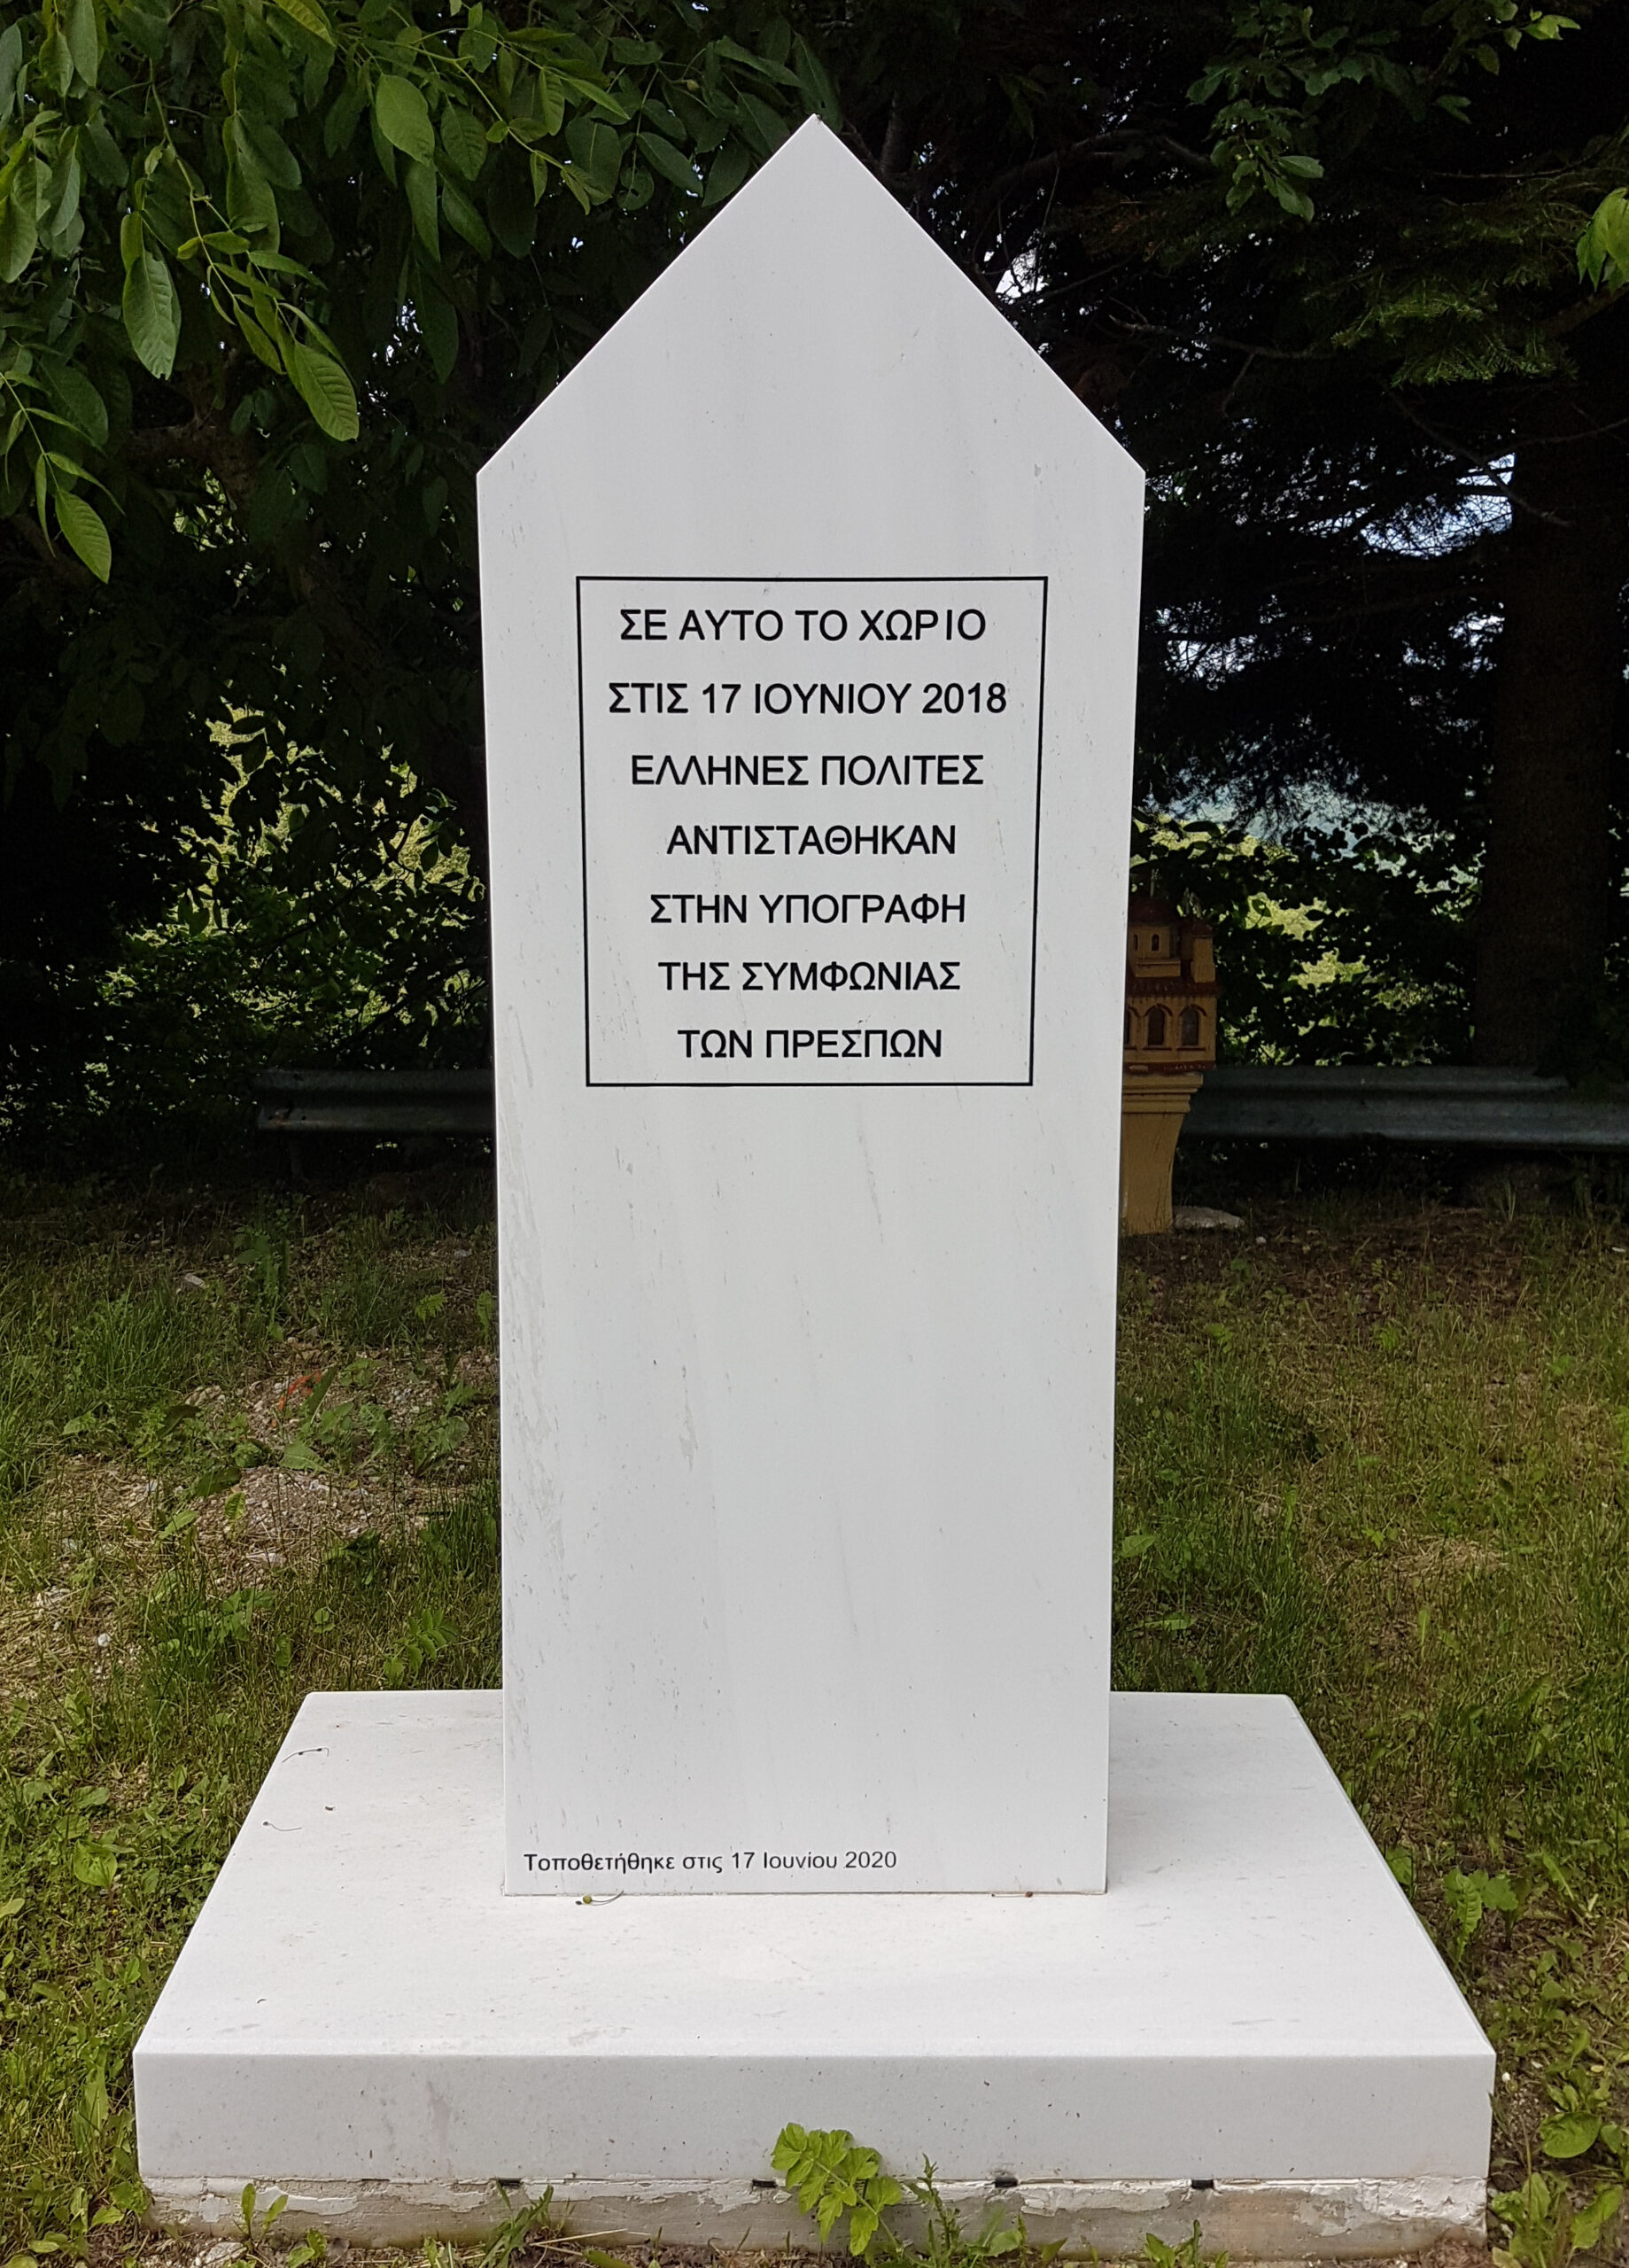 ΣΕ ΑΥΤΟ ΤΟ ΧΩΡΙΟ
ΣΤΙΣ 17 ΙΟΥΝΙΟΥ 2018
ΕΛΛΗΝΕΣ ΠΟΛΙΤΕΣ
ΑΝΤΙΣΤΑΘΗΚΑΝ
ΣΤΗΝ ΥΠΟΓΡΑΦΗ
ΤΗΣ ΣΥΜΦΩΝΙΑΣ
ΤΩΝ ΠΡΕΣΠΩΝ
Τοποθετήθηκε στις 17 Ιουνίου 2020